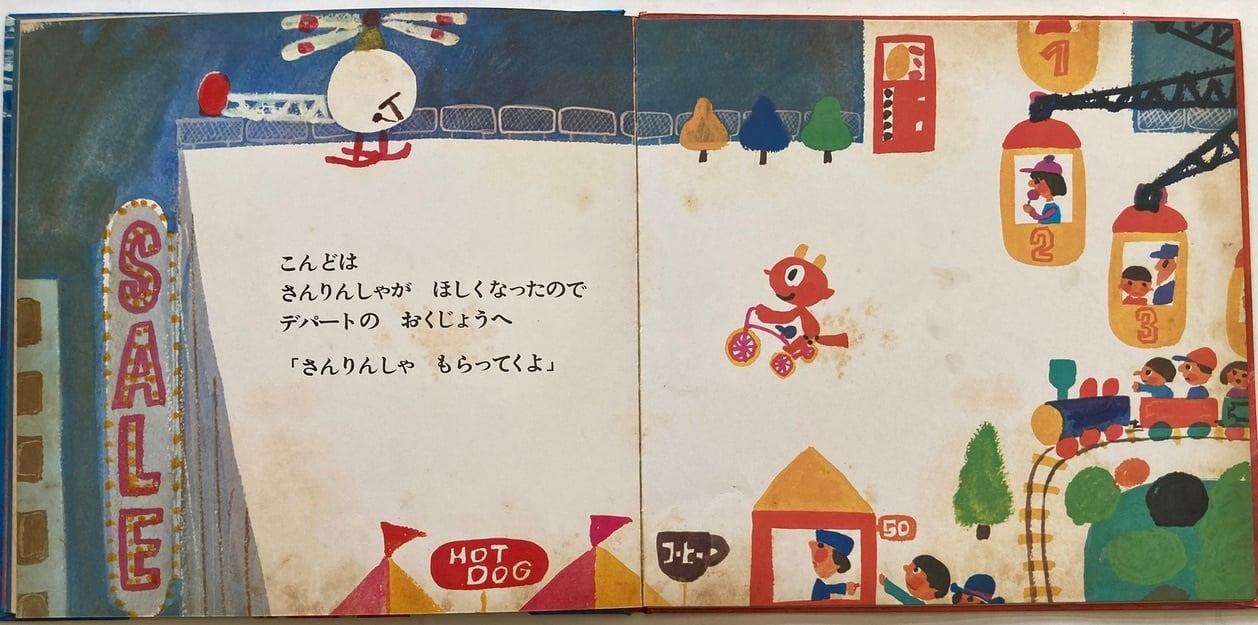 SALE
こんどは
さんりんしゃが　ほしくなったので
デパートの　おくじょうへ
「さんりんしゃ　もらってくよ」
HOT
DOG
コーヒー
50
1
2
3